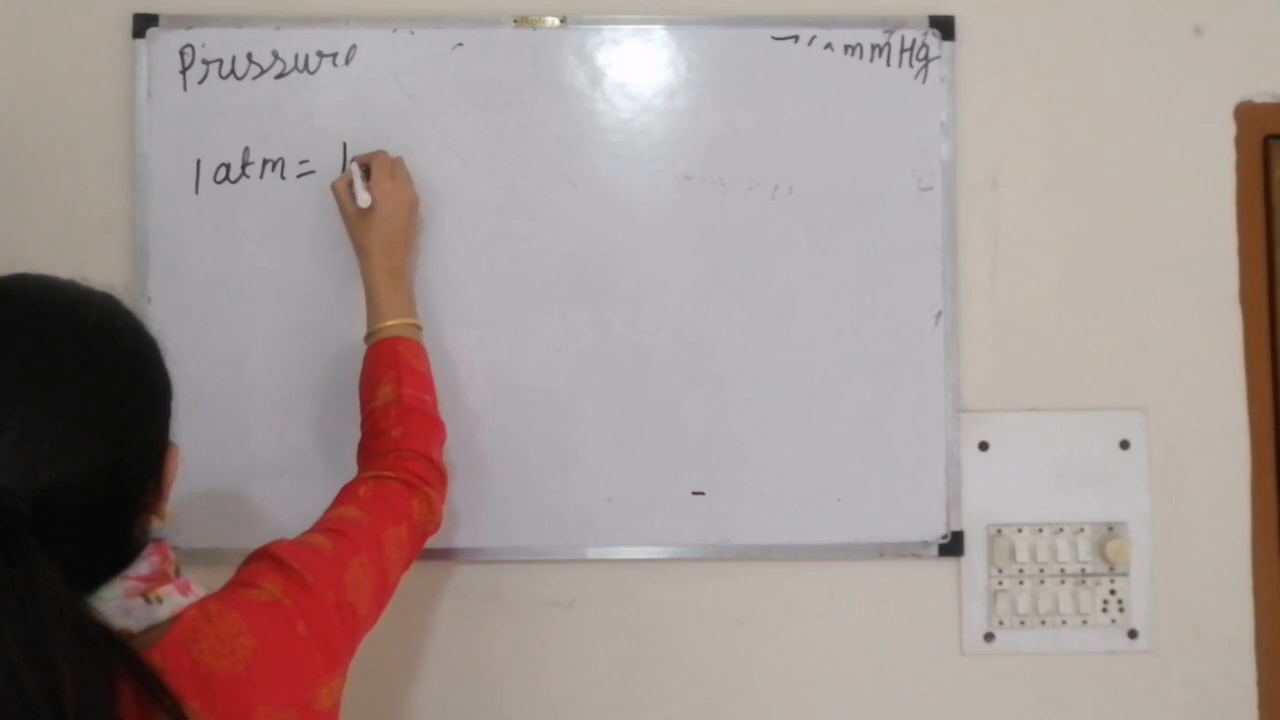 Pressure
mmHg
1 atm = 1